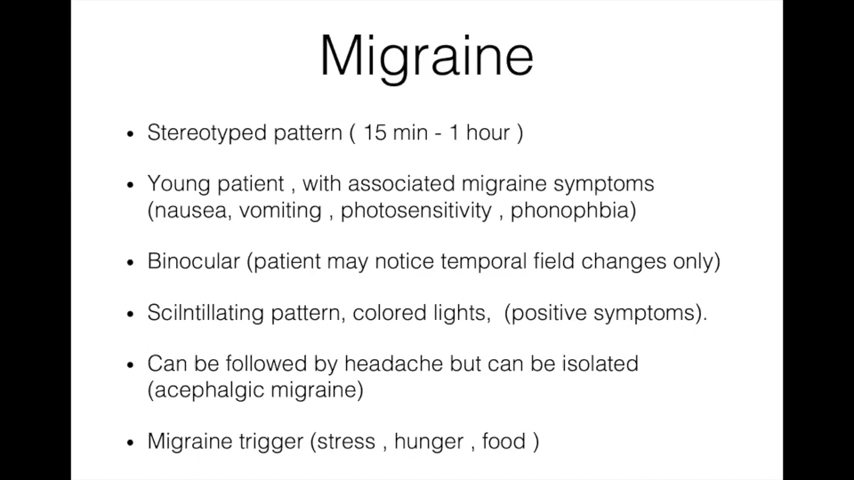 Migraine
• Stereotyped pattern ( 15 min - 1 hour )
• Young patient , with associated migraine symptoms
(nausea, vomiting , photosensitivity , phonophbia)
• Binocular (patient may notice temporal field changes only)
• Scilntillating pattern, colored lights,  (positive symptoms).
• Can be followed by headache but can be isolated
(acephalgic migraine)
• Migraine trigger (stress , hunger , food )